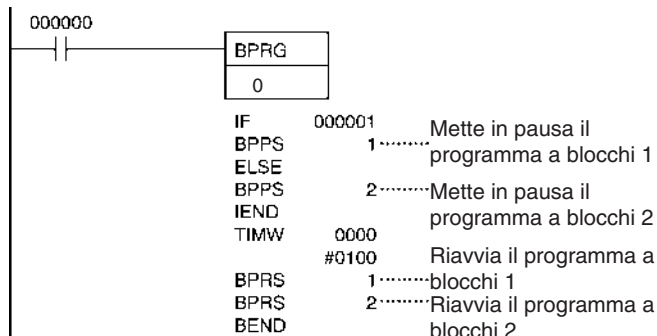 000000
BPRG
0
IF 000001
BPPS 1 Mette in pausa il programma a blocchi 1
ELSE
BPPS 2 Mette in pausa il programma a blocchi 2
IEND
TIMW 0000
#0100
BPRS 1 Riavvia il programma a blocchi 1
BPRS 2 Riavvia il programma a blocchi 2
BEND